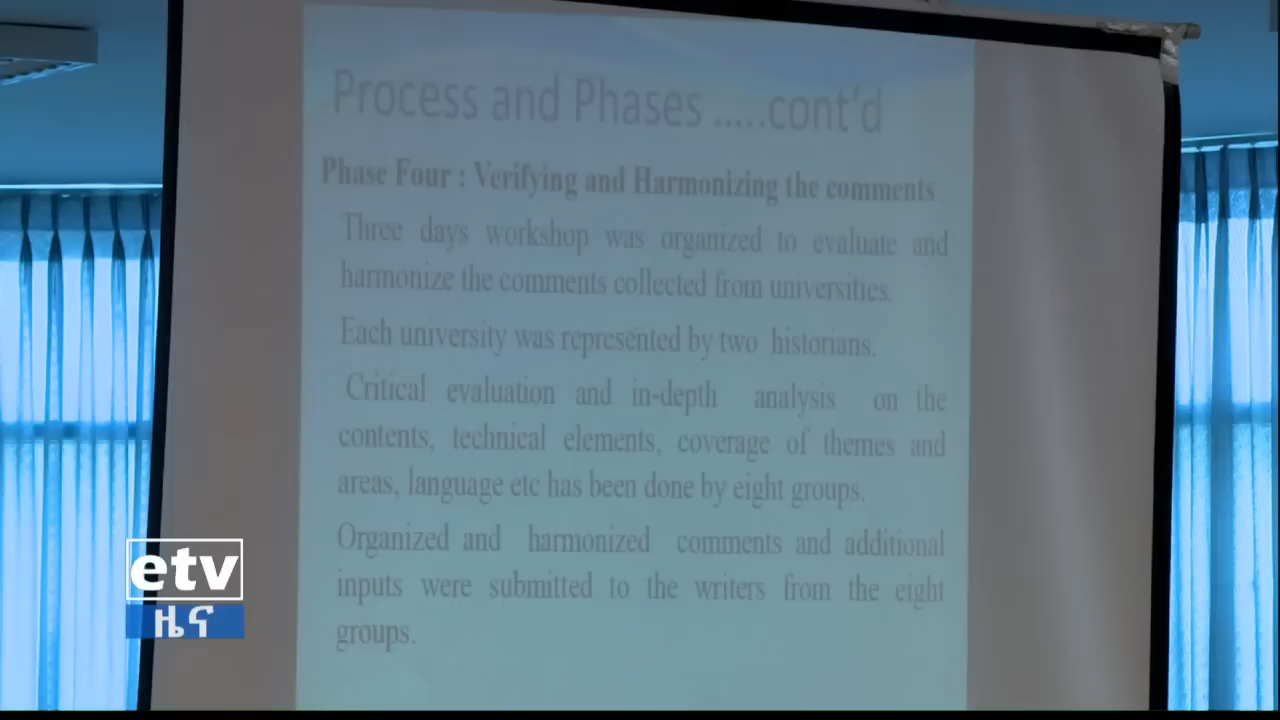 Process and Phases .....cont'd
Phase Four : Verifying and Harmonizing the comments
Three days workshop was organized to evaluate and
harmonize the comments collected from universities.
Each university was represented by two historians.
Critical evaluation and in-depth analysis on the
contents, technical elements, coverage of themes and
areas, language etc has been done by eight groups.
Organized and harmonized comments and additional
inputs were submitted to the writers from the eight
groups.
etv
ዜና